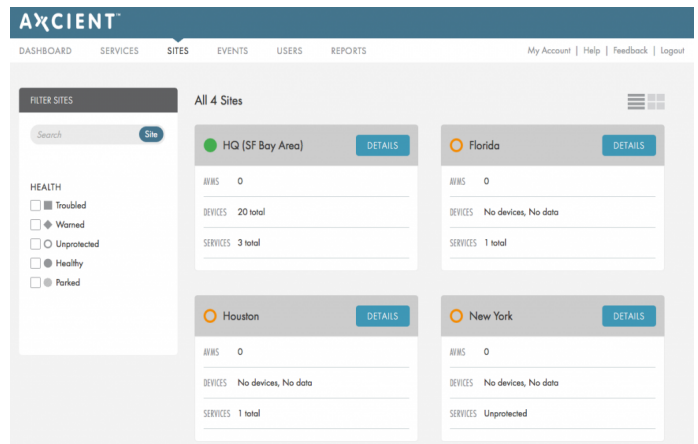 AXCIENT™
DASHBOARD SERVICES SITES EVENTS USERS REPORTS My Account | Help | Feedback | Logout
FILTER SITES
Search Site
HEALTH
Troubled
Warned
Unprotected
Healthy
Parked
All 4 Sites
HQ (SF Bay Area) DETAILS
AVMS 0
DEVICES 20 total
SERVICES 3 total
Florida DETAILS
AVMS 0
DEVICES No devices, No data
SERVICES 1 total
Houston DETAILS
AVMS 0
DEVICES No devices, No data
SERVICES 1 total
New York DETAILS
AVMS 0
DEVICES No devices, No data
SERVICES Unprotected